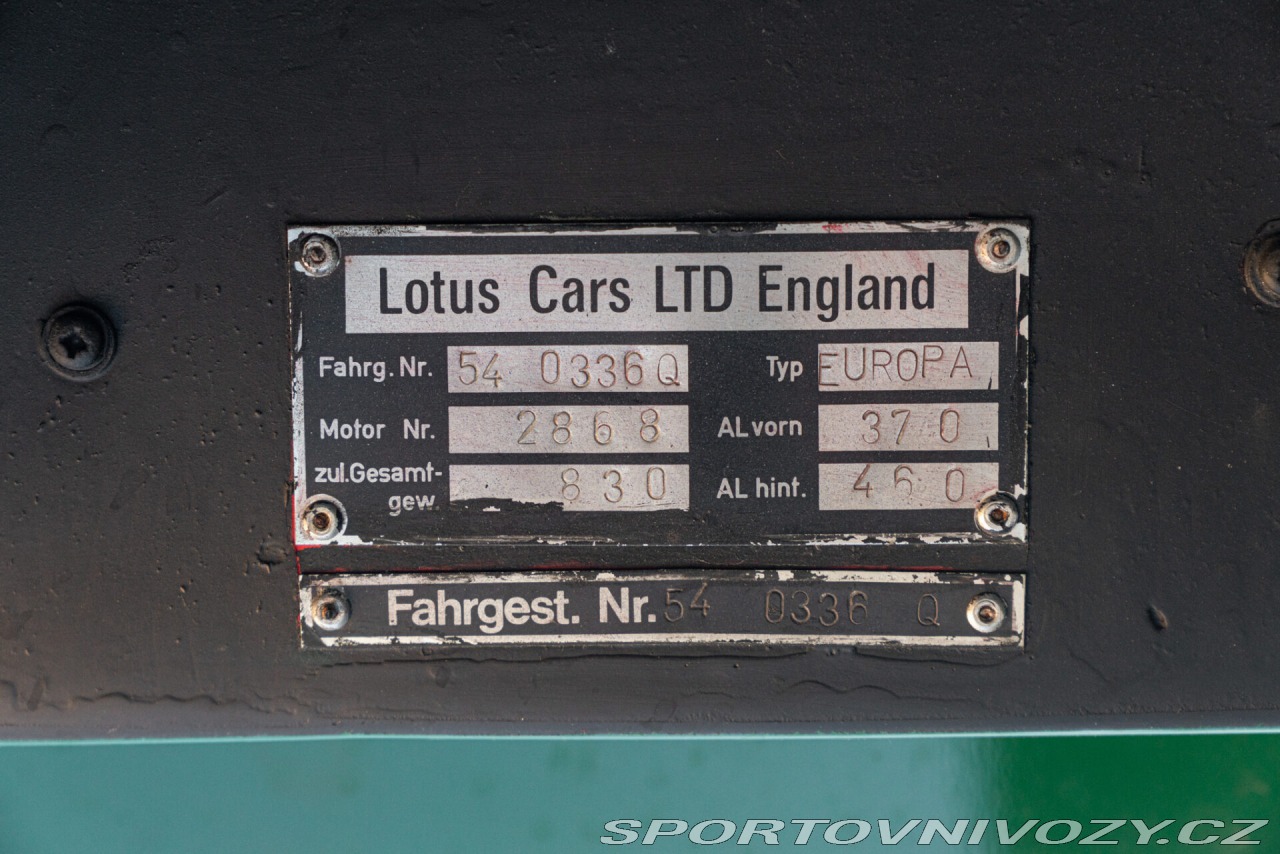 Lotus Cars LTD England
Fahrg. Nr. 54 0336Q Typ EUROPA
Motor Nr. 2868 AL vorn 370
zul.Gesamt-
gew. 830 AL hint. 460
Fahrgest. Nr. 54 0336 Q
SPORTOVNIVOZY.CZ